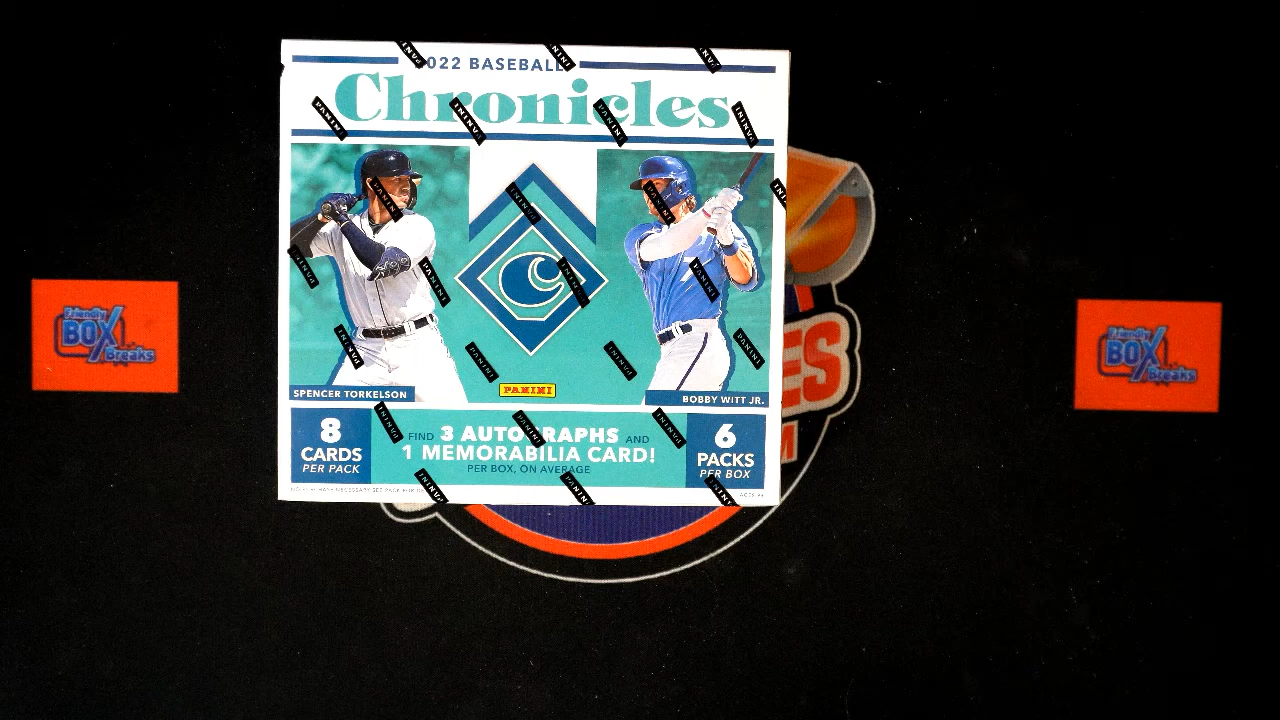 2022 BASEBALL
Chronicles
PANINI
SPENCER TORKELSON
BOBBY WITT JR.
8
CARDS
PER PACK
FIND 3 AUTOGRAPHS AND
1 MEMORABILIA CARD!
PER BOX, ON AVERAGE
6
PACKS
PER BOX
Friendly
BOX
Breaks
Friendly
BOX
Breaks